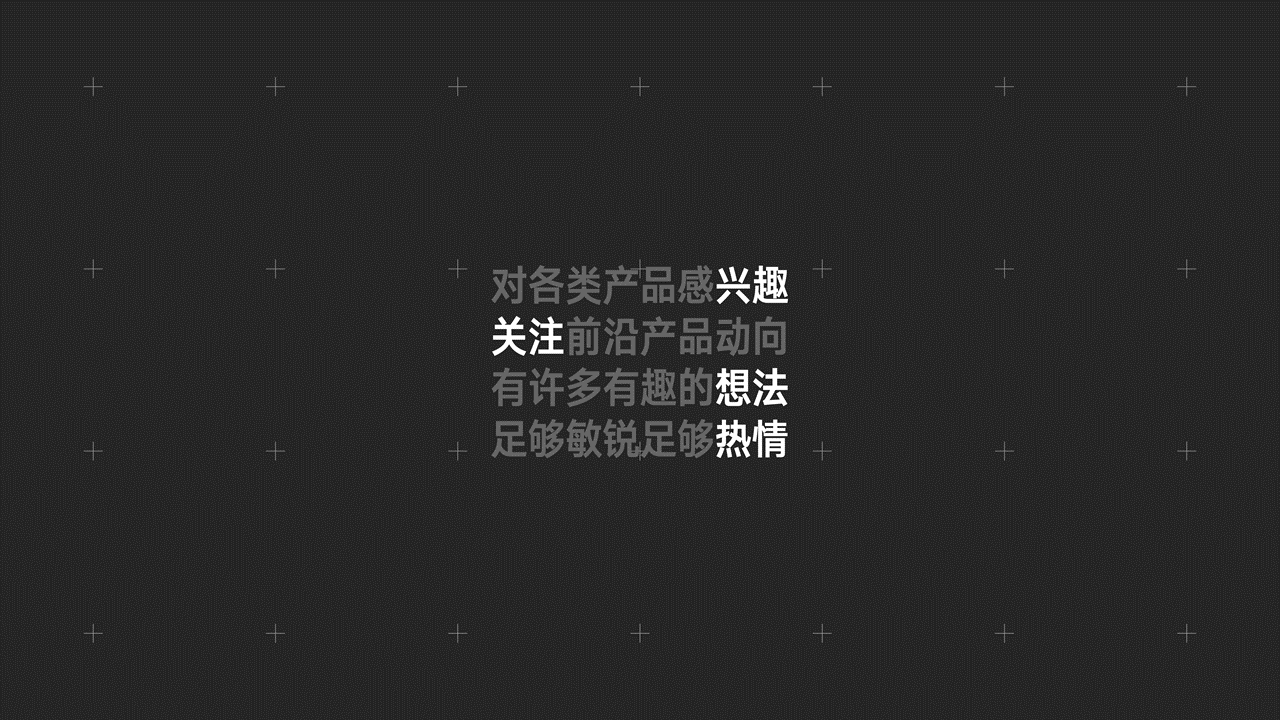 对各类产品感兴趣
关注前沿产品动向
有许多有趣的想法
足够敏锐足够热情